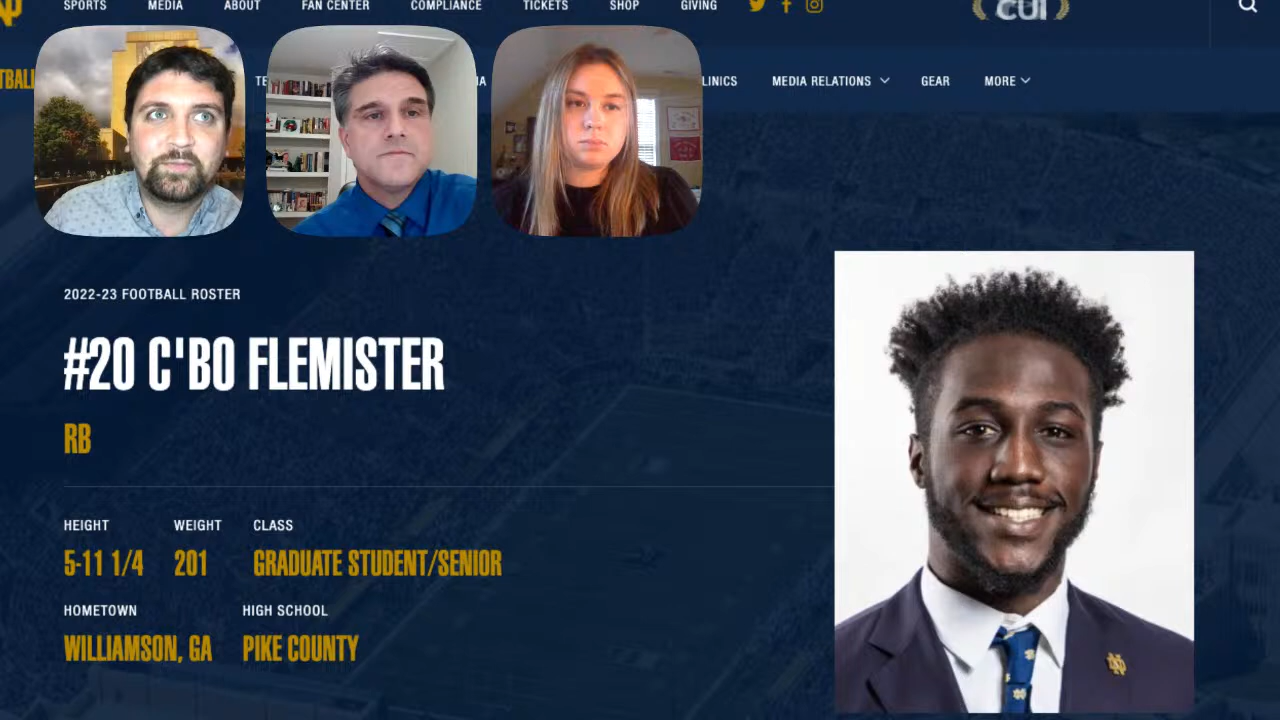 SPORTS MEDIA ABOUT FAN CENTER COMPLIANCE TICKETS SHOP GIVING
CUI
MEDIA RELATIONS GEAR MORE
2022-23 FOOTBALL ROSTER
#20 C'BO FLEMISTER
RB
HEIGHT WEIGHT CLASS
5-11 1/4 201 GRADUATE STUDENT/SENIOR
HOMETOWN HIGH SCHOOL
WILLIAMSON, GA PIKE COUNTY